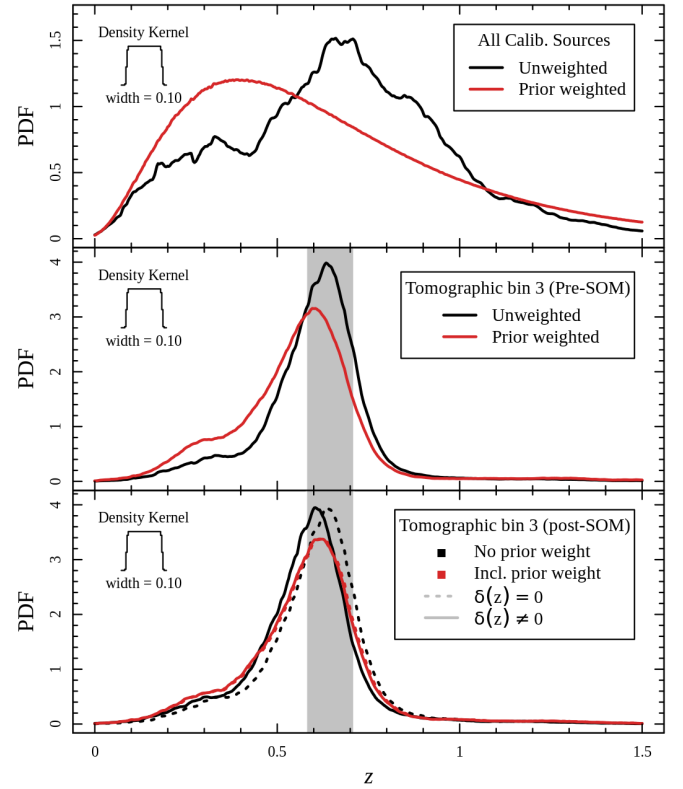 PDF
0 0.5 1 1.5
Density Kernel
width = 0.10
All Calib. Sources
Unweighted
Prior weighted
PDF
0 1 2 3 4
Density Kernel
width = 0.10
Tomographic bin 3 (Pre-SOM)
Unweighted
Prior weighted
PDF
0 1 2 3 4
Density Kernel
width = 0.10
Tomographic bin 3 (post-SOM)
No prior weight
Incl. prior weight
δ(z) = 0
δ(z) ≠ 0
0 0.5 1 1.5
z